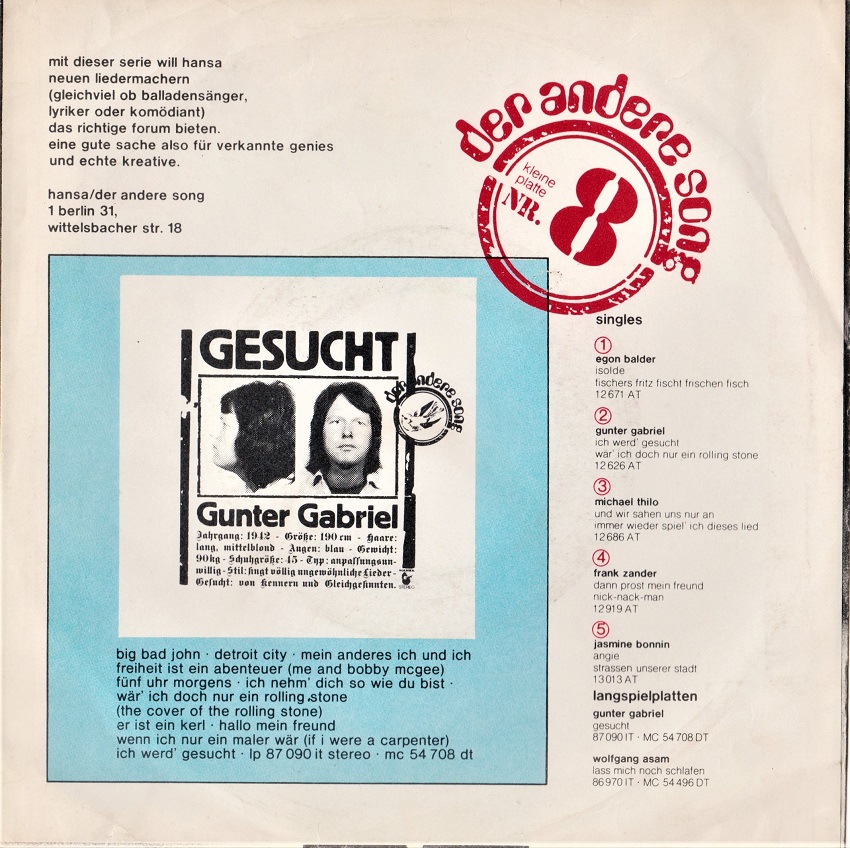 mit dieser serie will hansa
neuen liedermachern
(gleichviel ob balladensänger,
lyriker oder komödiant)
das richtige forum bieten.
eine gute sache also für verkannte genies
und echte kreative.
hansa/der andere song
1 berlin 31,
wittelsbacher str. 18
der andere song
kleine
platte
NR. 8
GESUCHT
der andere song
Gunter Gabriel
Jahrgang: 1942 - Größe: 190 cm - Haare:
lang, mittelblond - Augen: blau - Gewicht:
90 kg - Schuhgröße: 45 - Typ: anpassungsun-
willig - Stil: singt völlig ungewöhnliche Lieder -
Gesucht: von Kennern und Gleichgesinnten.
STEREO
big bad john · detroit city · mein anderes ich und ich
freiheit ist ein abenteuer (me and bobby mcgee)
fünf uhr morgens · ich nehm' dich so wie du bist ·
wär' ich doch nur ein rolling stone
(the cover of the rolling stone)
er ist ein kerl · hallo mein freund
wenn ich nur ein maler wär (if i were a carpenter)
ich werd' gesucht · lp 87 090 it stereo · mc 54 708 dt
singles
1
egon balder
isolde
fischers fritz fischt frischen fisch
12 671 AT
2
gunter gabriel
ich werd' gesucht
wär' ich doch nur ein rolling stone
12 626 AT
3
michael thilo
und wir sahen uns nur an
immer wieder spiel' ich dieses lied
12 686 AT
4
frank zander
dann prost mein freund
nick-nack-man
12 919 AT
5
jasmine bonnin
angie
strassen unserer stadt
13 013 AT
langspielplatten
gunter gabriel
gesucht
87 090 IT · MC 54 708 DT
wolfgang asam
lass mich noch schlafen
86 970 IT · MC 54 496 DT